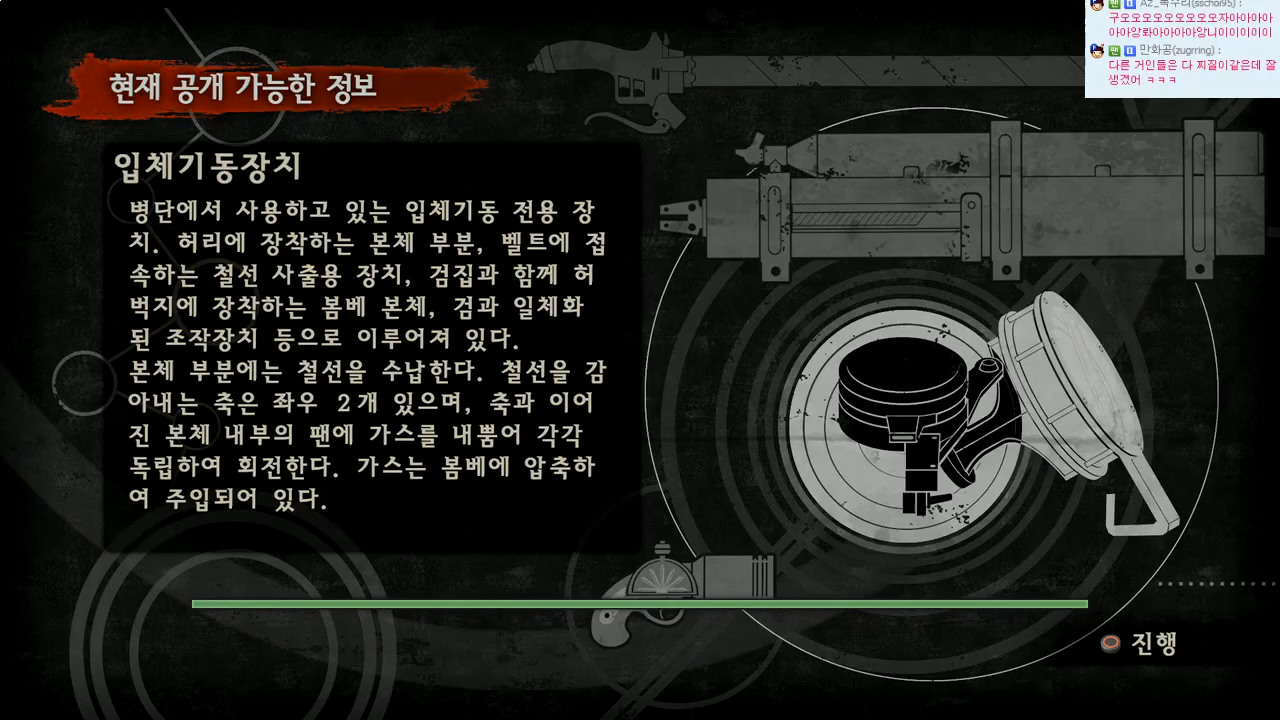 현재 공개 가능한 정보
입체기동장치
병단에서 사용하고 있는 입체기동 전용 장
치. 허리에 장착하는 본체 부분, 벨트에 접
속하는 철선 사출용 장치, 검집과 함께 허
벅지에 장착하는 봄베 본체, 검과 일체화
된 조작장치 등으로 이루어져 있다.
본체 부분에는 철선을 수납한다. 철선을 감
아내는 축은 좌우 2개 있으며, 축과 이어
진 본체 내부의 팬에 가스를 내뿜어 각각
독립하여 회전한다. 가스는 봄베에 압축하
여 주입되어 있다.
진행
팬 (sschoi95) :
구오오오오오오오오오자아아아아
아아앙롸아아아아앙니이이이이이
팬 만화공(zugrring) :
다른 거인들은 다 찌질이같은데 잘
생겼어 ㅋㅋㅋ